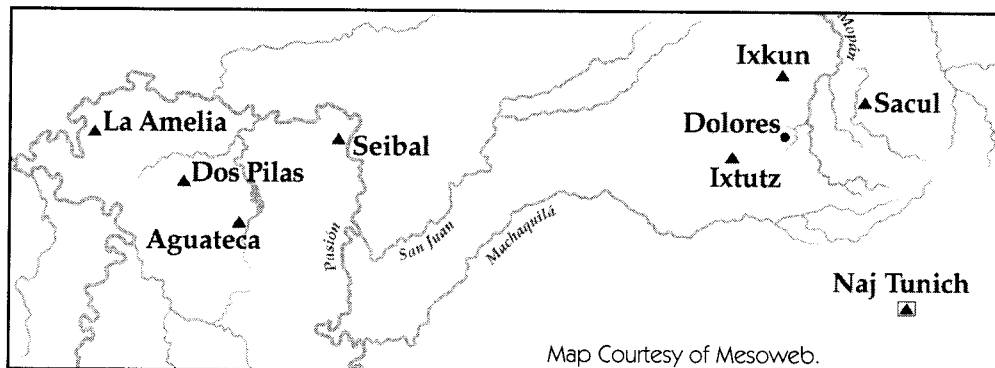 Ixkun
Mopán
La Amelia
Sacul
Dolores
Seibal
Dos Pilas
Ixtutz
Aguateca
Pasión
San Juan
Machaquilá
Naj Tunich
Map Courtesy of Mesoweb.